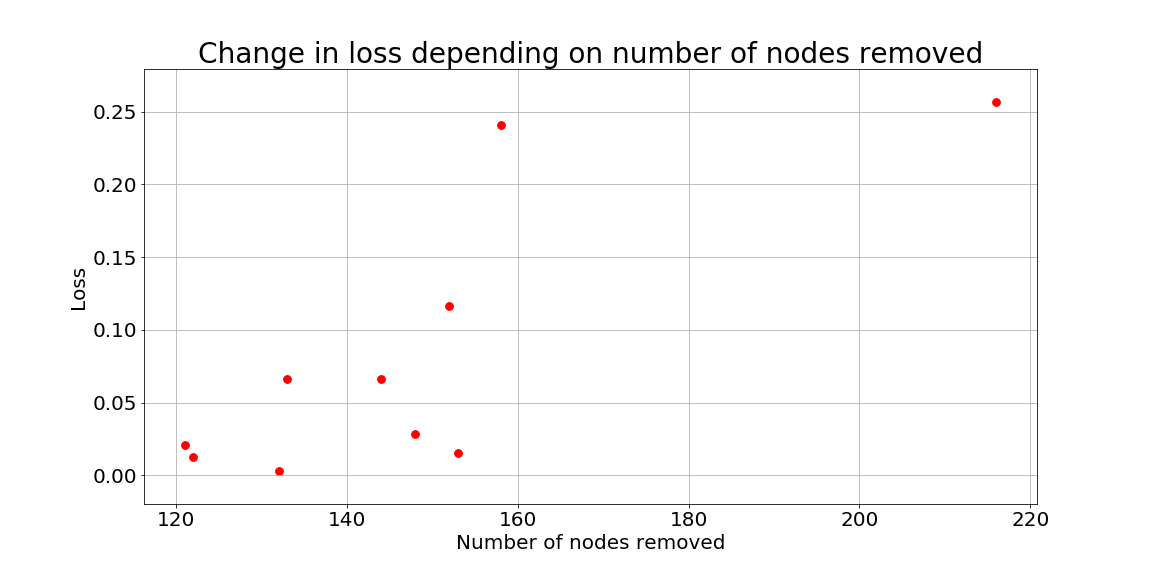 Change in loss depending on number of nodes removed
0.25
0.20
0.15
0.10
0.05
0.00
Loss
120 140 160 180 200 220
Number of nodes removed